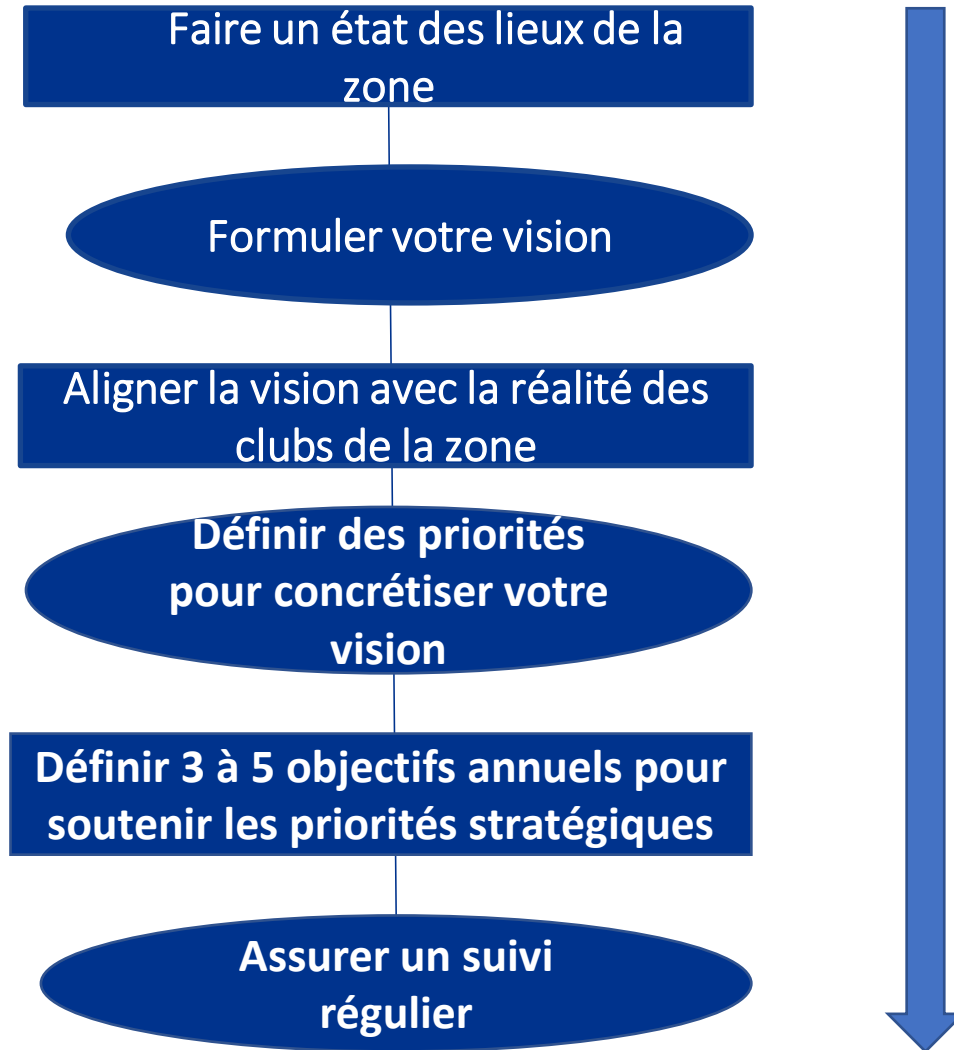 Faire un état des lieux de la
zone
Formuler votre vision
Aligner la vision avec la réalité des
clubs de la zone
Définir des priorités
pour concrétiser votre
vision
Définir 3 à 5 objectifs annuels pour
soutenir les priorités stratégiques
Assurer un suivi
régulier